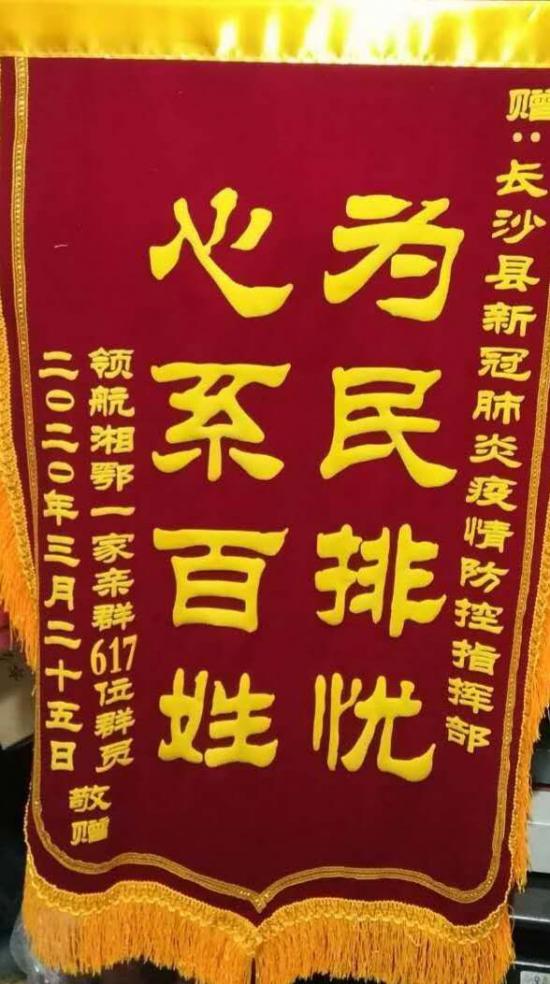 赠：长沙县新冠肺炎疫情防控指挥部
为民排忧
心系百姓
领航湘鄂一家亲群617位群员
敬赠
二〇二〇年三月二十五日